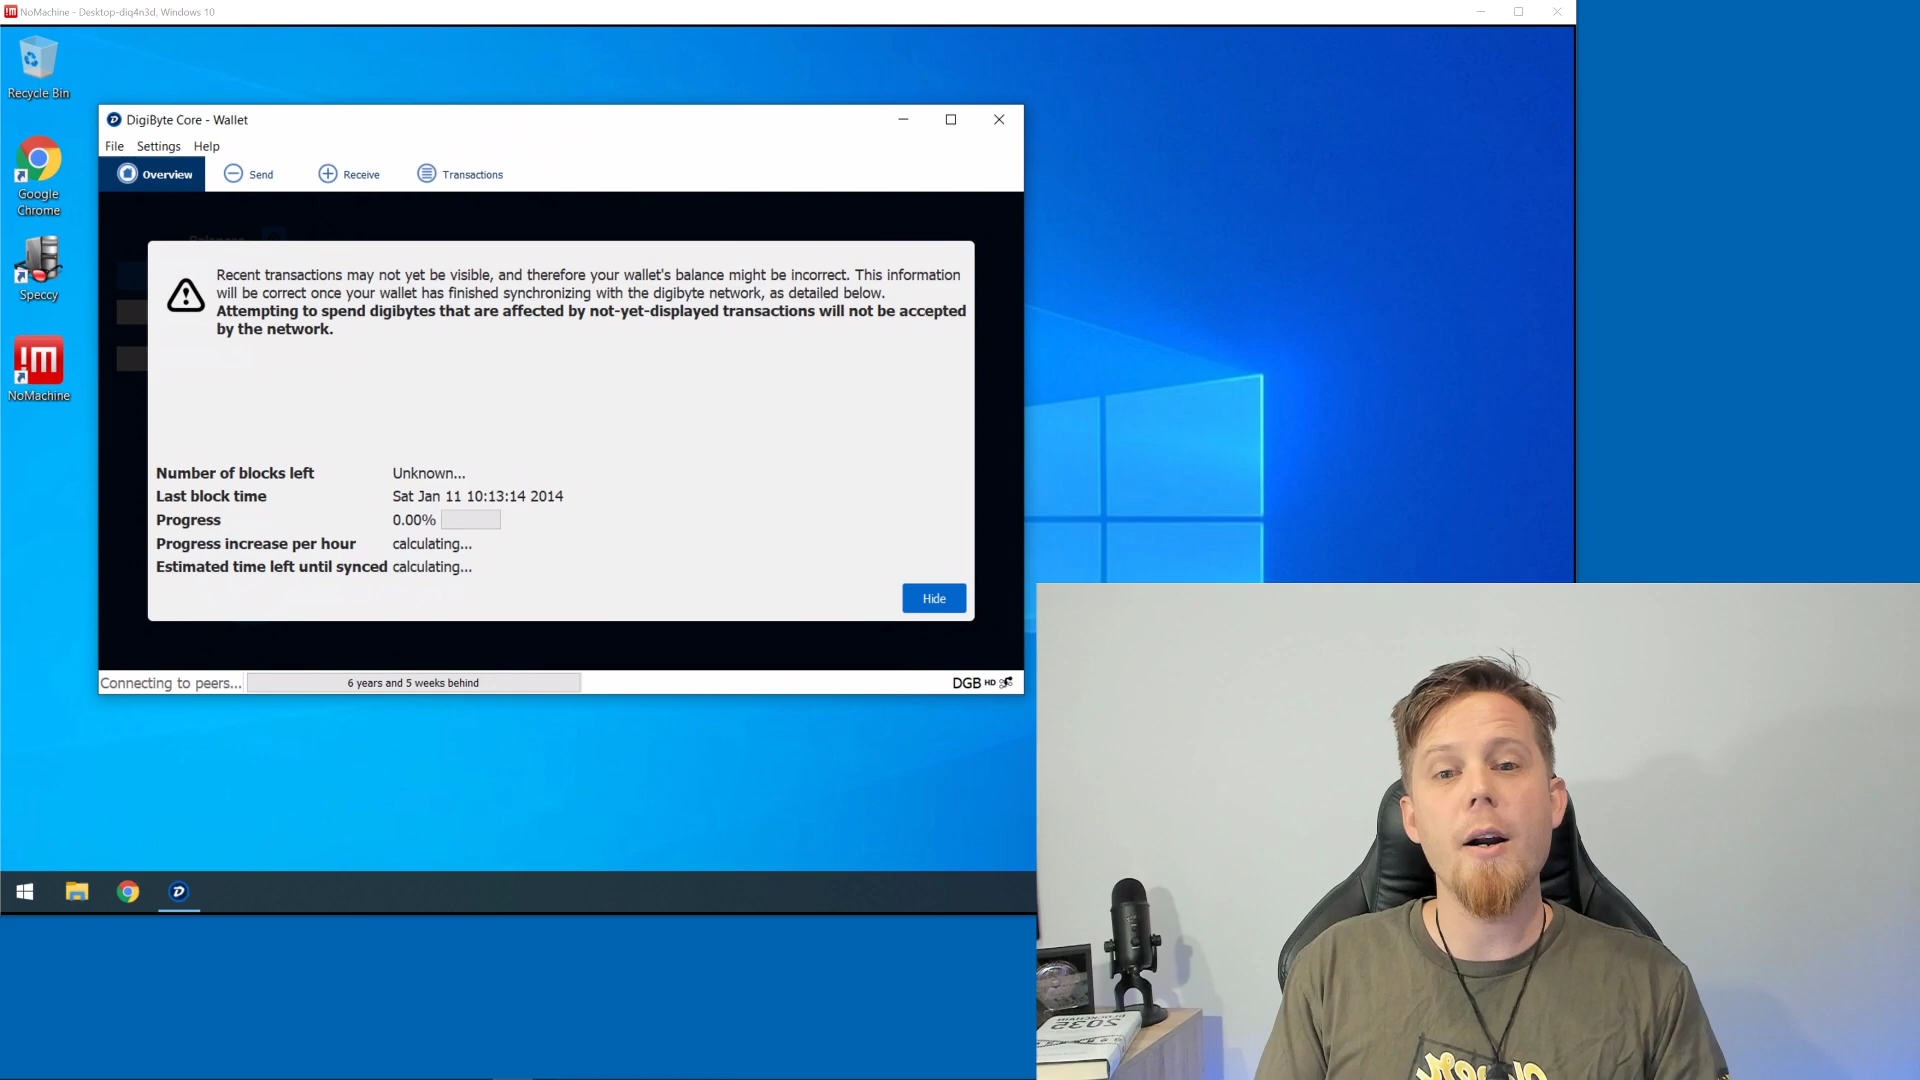 NoMachine - Desktop-diq4n3d, Windows 10
Recycle Bin
Google
Chrome
Speccy
!M
NoMachine
DigiByte Core - Wallet
File Settings Help
Overview Send Receive Transactions
Balances
Recent transactions may not yet be visible, and therefore your wallet's balance might be incorrect. This information
will be correct once your wallet has finished synchronizing with the digibyte network, as detailed below.
Attempting to spend digibytes that are affected by not-yet-displayed transactions will not be accepted
by the network.
Number of blocks left Unknown...
Last block time Sat Jan 11 10:13:14 2014
Progress 0.00%
Progress increase per hour calculating...
Estimated time left until synced calculating...
Hide
Connecting to peers... 6 years and 5 weeks behind DGB HD
BLOCKCHAIN
2035